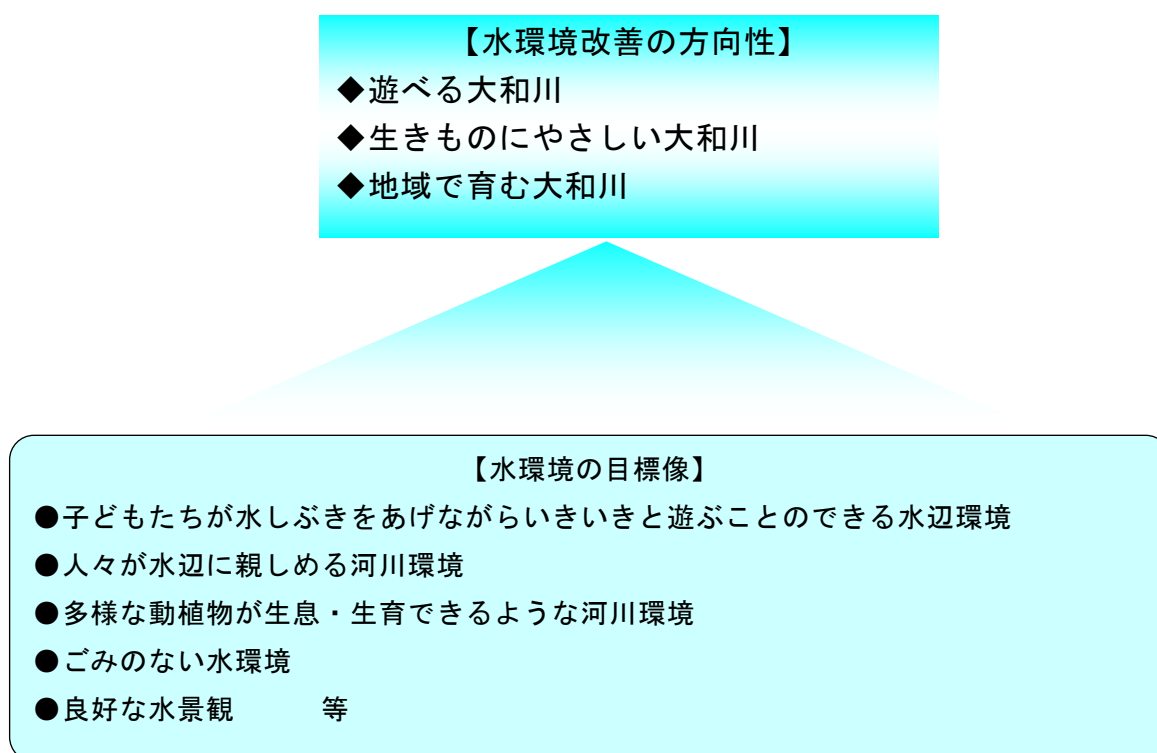 【水環境改善の方向性】
◆遊べる大和川
◆生きものにやさしい大和川
◆地域で育む大和川
【水環境の目標像】
●子どもたちが水しぶきをあげながらいきいきと遊ぶことのできる水辺環境
●人々が水辺に親しめる河川環境
●多様な動植物が生息・生育できるような河川環境
●ごみのない水環境
●良好な水景観　　　等